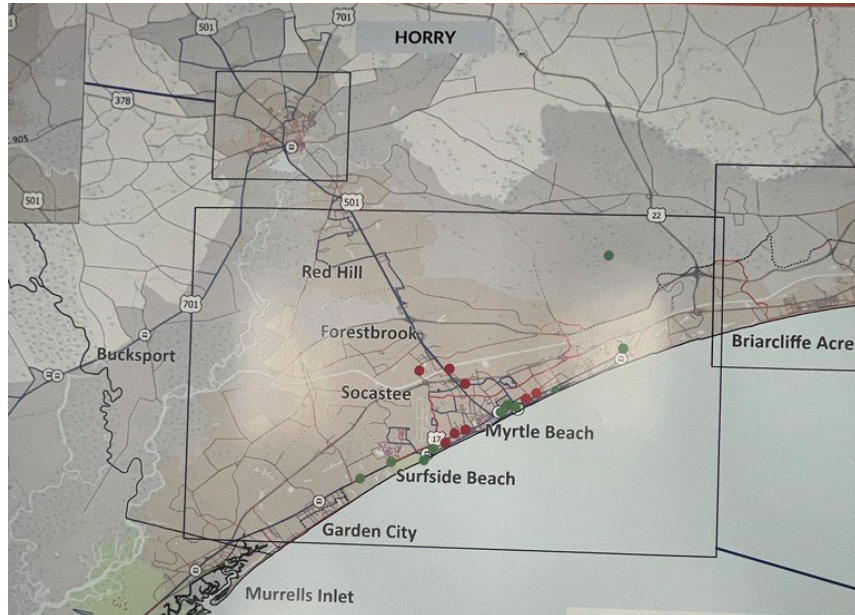 HORRY
501
701
378
905
501
501
22
Red Hill
701
Forestbrook
Bucksport
Briarcliffe Acre
Socastee
17
Myrtle Beach
Surfside Beach
Garden City
Murrells Inlet